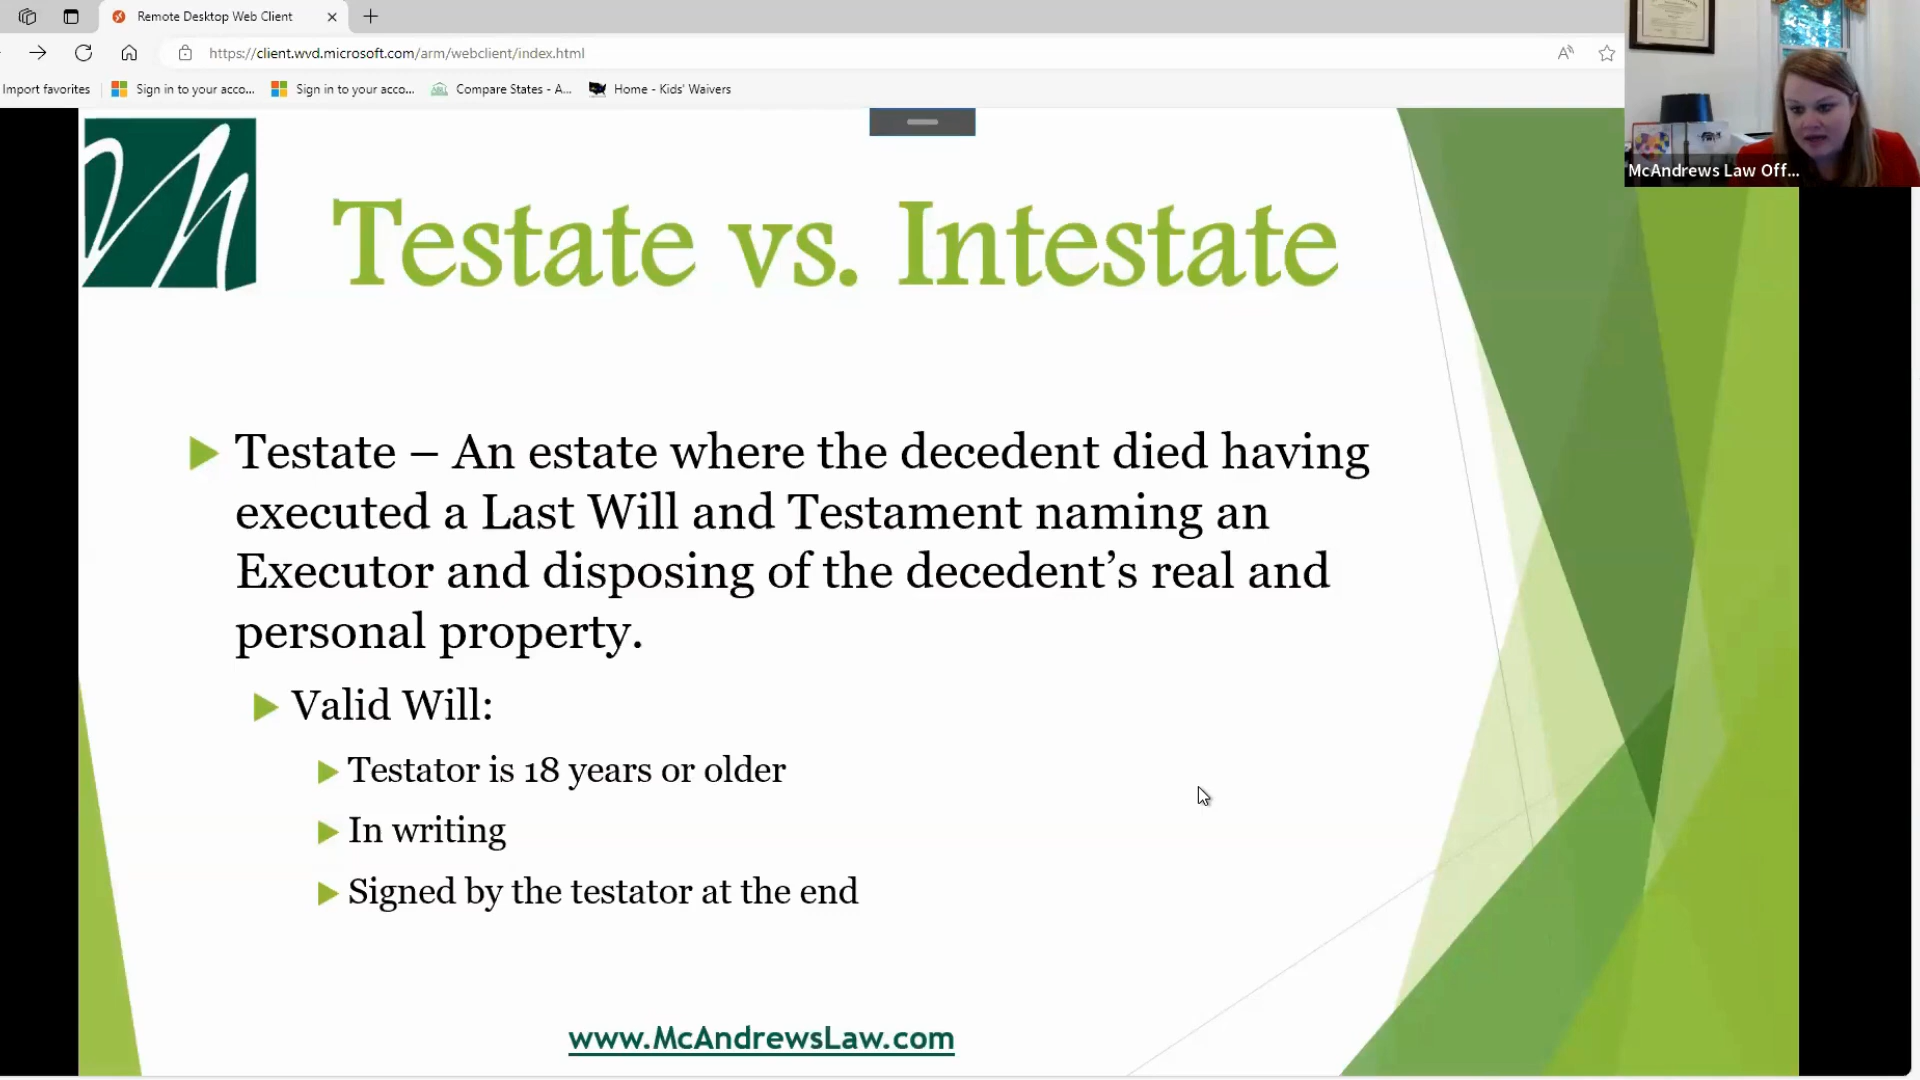 Remote Desktop Web Client
https://client.wvd.microsoft.com/arm/webclient/index.html
Import favorites
Sign in to your acco...
Sign in to your acco...
Compare States - A...
Home - Kids' Waivers
McAndrews Law Off...
Testate vs. Intestate
Testate – An estate where the decedent died having
executed a Last Will and Testament naming an
Executor and disposing of the decedent’s real and
personal property.
Valid Will:
Testator is 18 years or older
In writing
Signed by the testator at the end
www.McAndrewsLaw.com